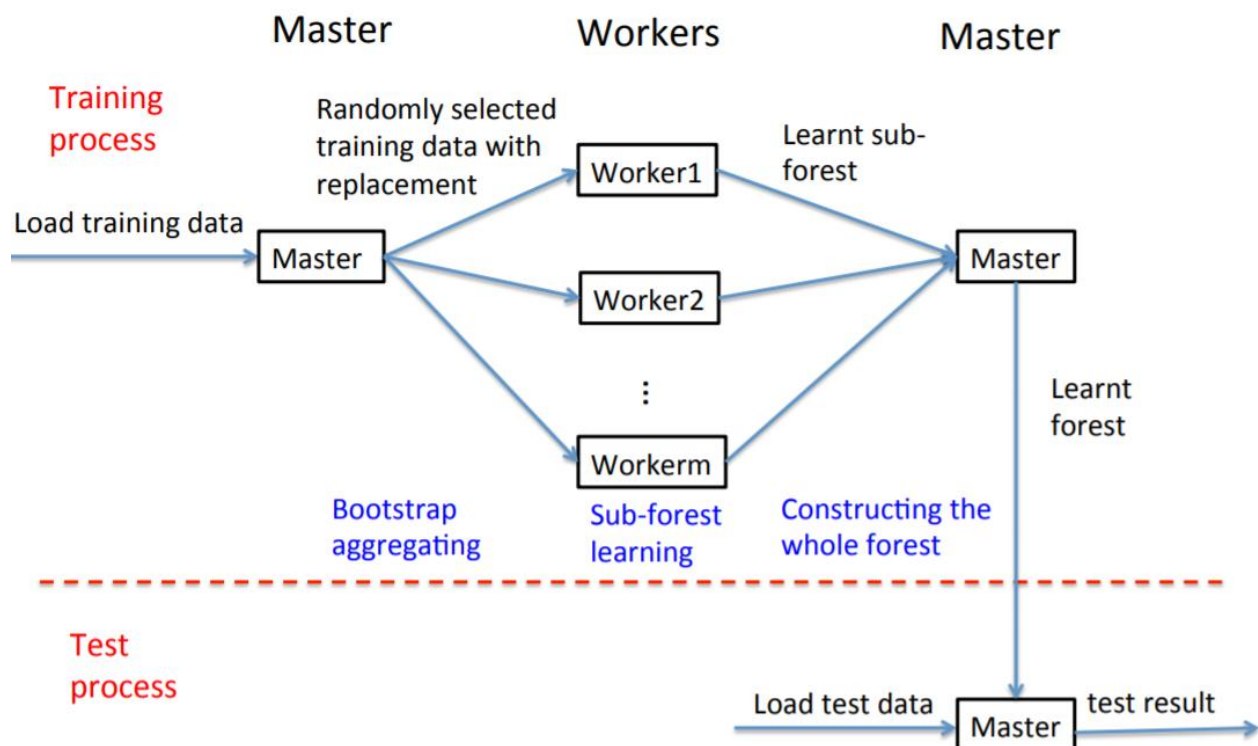 Master
Workers
Master
Training
process
Randomly selected
training data with
replacement
Learnt sub-
forest
Worker1
Load training data
Master
Master
Worker2
⋮
Learnt
forest
Workerm
Bootstrap
aggregating
Sub-forest
learning
Constructing the
whole forest
Test
process
Load test data
Master
test result